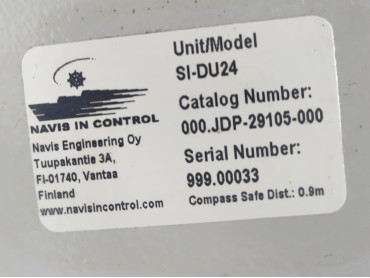 NAVIS IN CONTROL
Navis Engineering Oy
Tuupakantie 3A,
FI-01740, Vantaa
Finland
www.navisincontrol.com
Unit/Model
SI-DU24
Catalog Number:
000.JDP-29105-000
Serial Number:
999.00033
Compass Safe Dist.: 0.9m